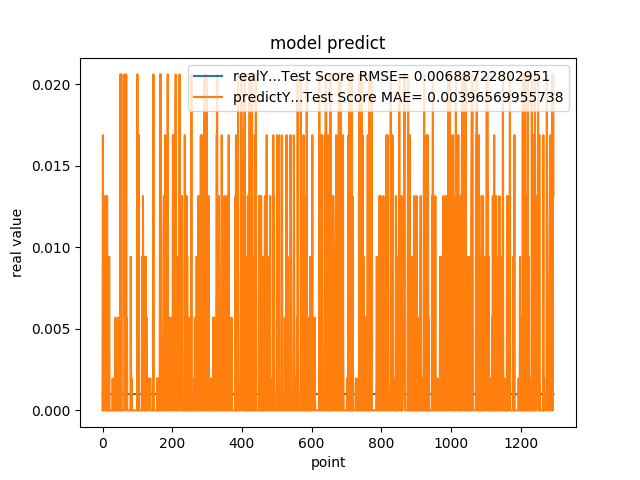 model predict
realY...Test Score RMSE= 0.00688722802951
predictY...Test Score MAE= 0.00396569955738
0.020
0.015
0.010
0.005
0.000
real value
0 200 400 600 800 1000 1200
point